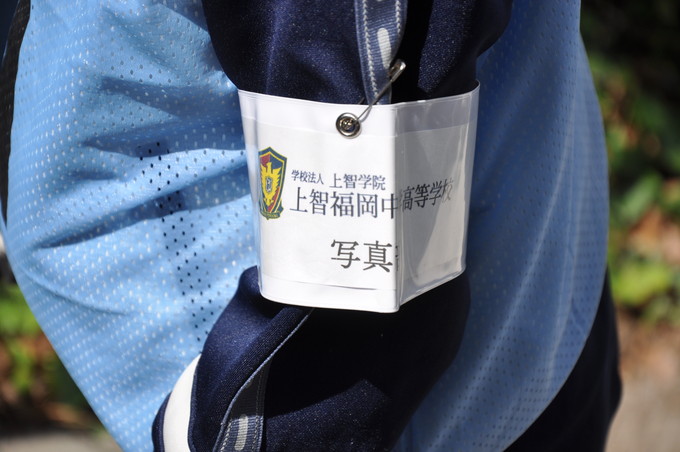 学校法人 上智学院
上智福岡中 高等学校
写真